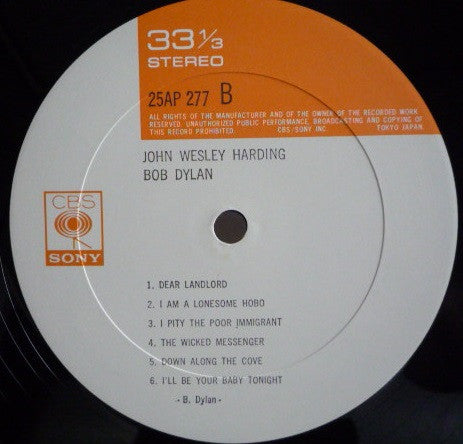 33 1/3
STEREO
25AP 277 B
ALL RIGHTS OF THE MANUFACTURER AND OF THE OWNER OF THE RECORDED WORK
RESERVED. UNAUTHORIZED PUBLIC PERFORMANCE, BROADCASTING AND COPYING OF
THIS RECORD PROHIBITED. CBS/SONY INC. TOKYO JAPAN
JOHN WESLEY HARDING
BOB DYLAN
CBS
SONY
1. DEAR LANDLORD
2. I AM A LONESOME HOBO
3. I PITY THE POOR IMMIGRANT
4. THE WICKED MESSENGER
5. DOWN ALONG THE COVE
6. I'LL BE YOUR BABY TONIGHT
- B. Dylan -